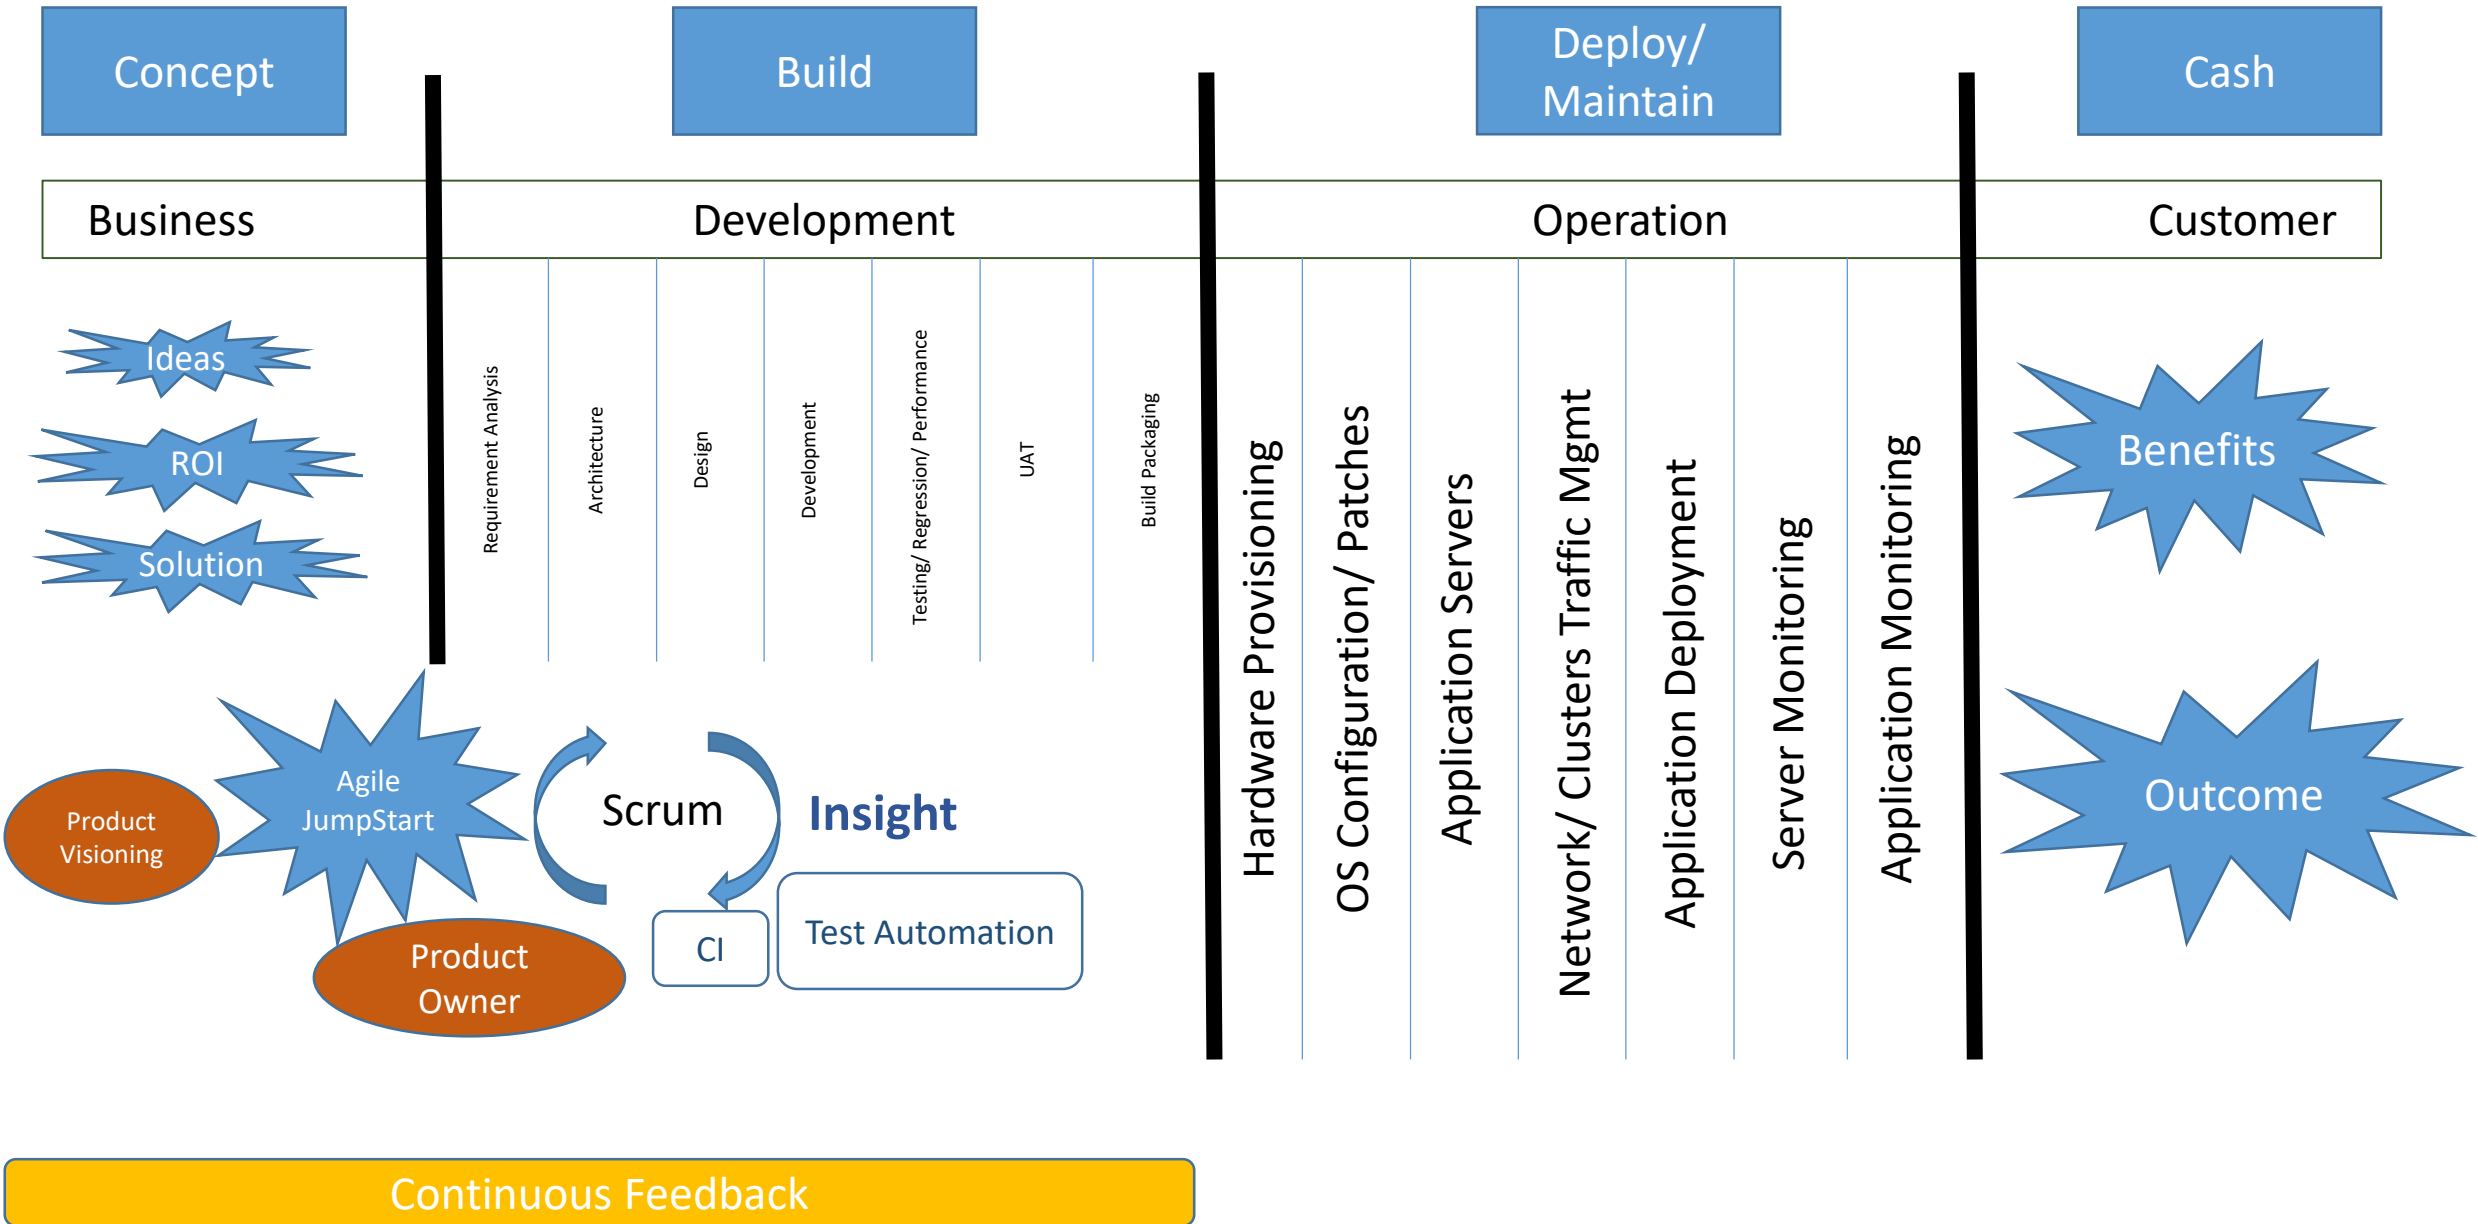 Concept
Build
Deploy/
Maintain
Cash
Business
Development
Operation
Customer
Ideas
ROI
Solution
Requirement Analysis
Architecture
Design
Development
Testing/ Regression/ Performance
UAT
Build Packaging
Hardware Provisioning
OS Configuration/ Patches
Application Servers
Network/ Clusters Traffic Mgmt
Application Deployment
Server Monitoring
Application Monitoring
Benefits
Outcome
Product
Visioning
Agile
JumpStart
Product
Owner
Scrum
Insight
CI
Test Automation
Continuous Feedback